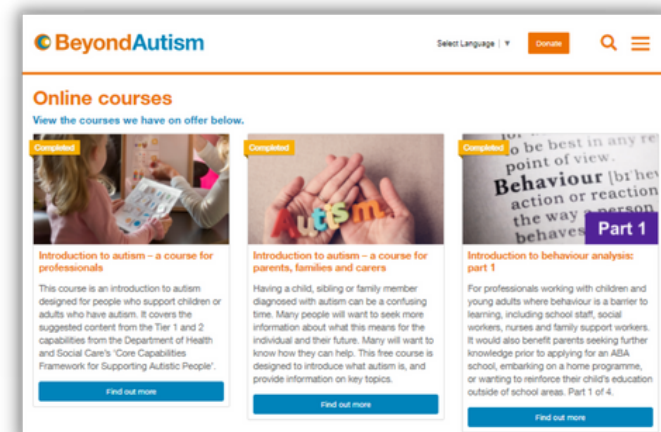 BeyondAutism
Select Language | ▼
Donate
Online courses
View the courses we have on offer below.
Completed
Introduction to autism – a course for
professionals
This course is an introduction to autism
designed for people who support children or
adults who have autism. It covers the
suggested content from the Tier 1 and 2
capabilities from the Department of Health
and Social Care's 'Core Capabilities
Framework for Supporting Autistic People'.
Find out more
Completed
Autism.
Introduction to autism – a course for
parents, families and carers
Having a child, sibling or family member
diagnosed with autism can be a confusing
time. Many people will want to seek more
information about what this means for the
individual and their future. Many will want to
know how they can help. This free course is
designed to introduce what autism is, and
provide information on key topics.
Find out more
Completed
to be best in any re
point of view.
Behaviour [brˈhev
action or reaction
the way a person
behaves
Part 1
Introduction to behaviour analysis:
part 1
For professionals working with children and
young adults where behaviour is a barrier to
learning, including school staff, social
workers, nurses and family support workers.
It would also benefit parents seeking further
knowledge prior to applying for an ABA
school, embarking on a home programme,
or wanting to reinforce their child's education
outside of school areas. Part 1 of 4.
Find out more